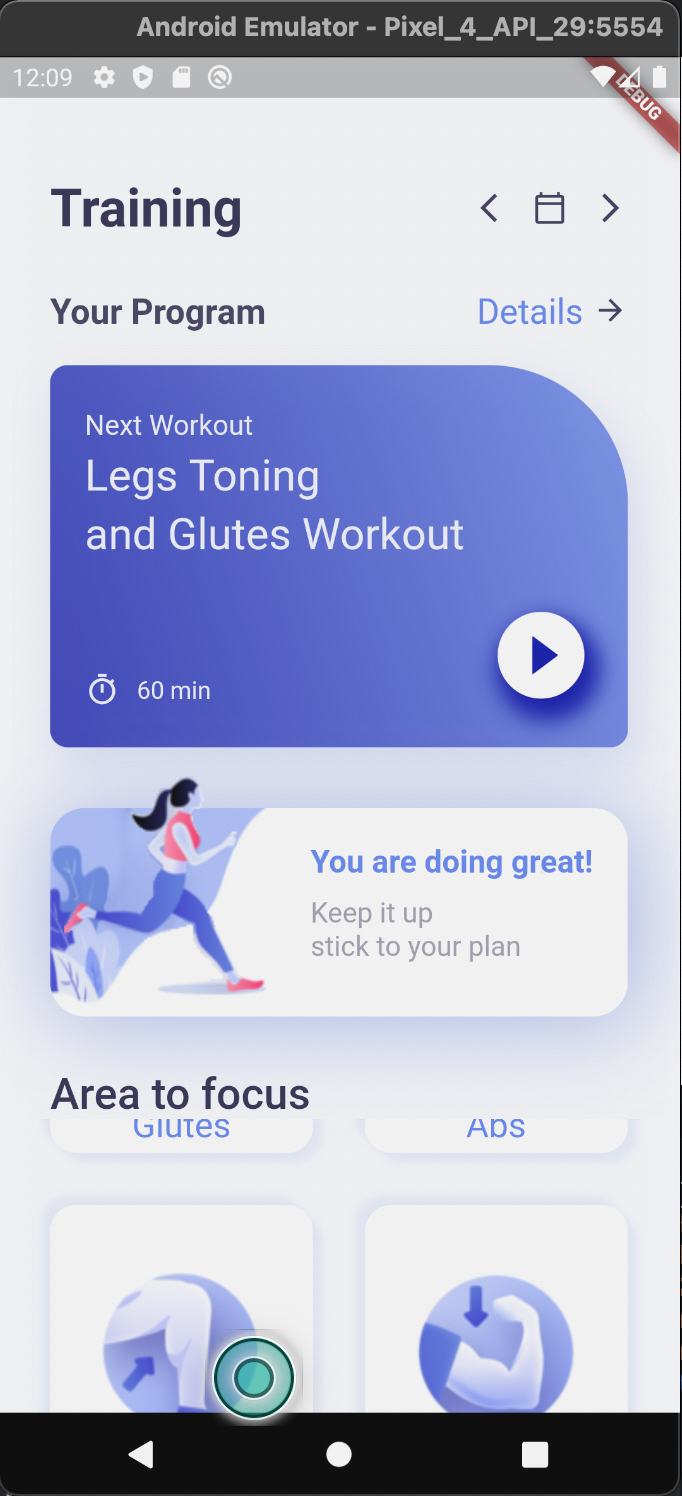 Android Emulator - Pixel_4_API_29:5554
12:09
DEBUG
Training
Your Program
Details
Next Workout
Legs Toning
and Glutes Workout
60 min
You are doing great!
Keep it up
stick to your plan
Area to focus
Glutes
Abs